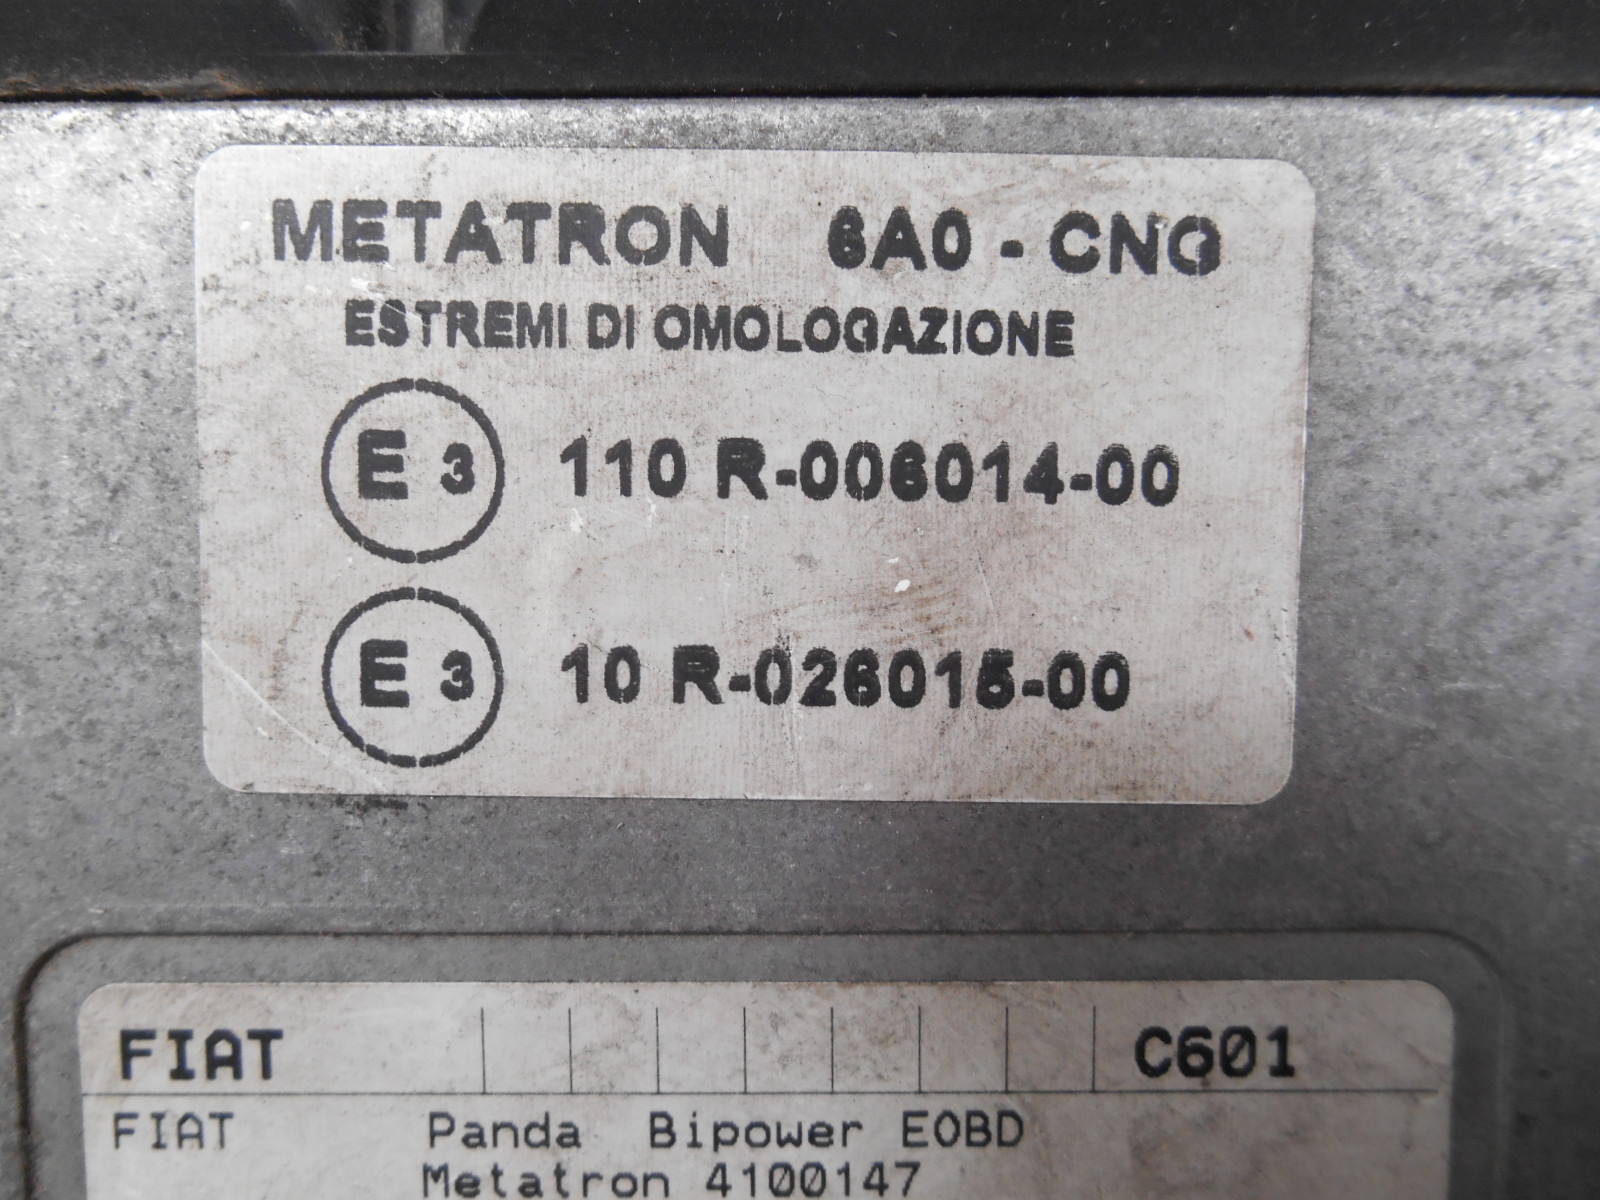 METATRON 6A0 - CNG
ESTREMI DI OMOLOGAZIONE
E 3 110 R-006014-00
E 3 10 R-026015-00
FIAT C601
FIAT Panda Bipower EOBD
Metatron 4100147